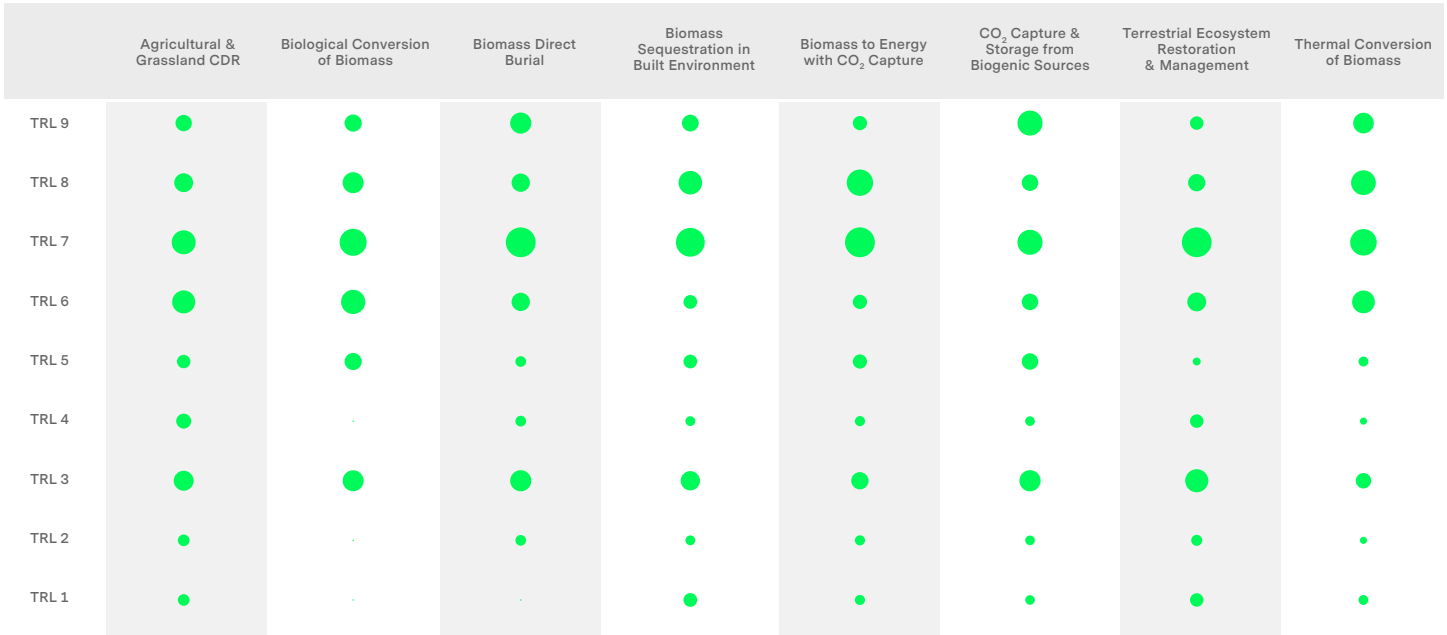 Agricultural &
Grassland CDR
Biological Conversion
of Biomass
Biomass Direct
Burial
Biomass
Sequestration in
Built Environment
Biomass to Energy
with CO₂ Capture
CO₂ Capture &
Storage from
Biogenic Sources
Terrestrial Ecosystem
Restoration
& Management
Thermal Conversion
of Biomass
TRL 9
TRL 8
TRL 7
TRL 6
TRL 5
TRL 4
TRL 3
TRL 2
TRL 1